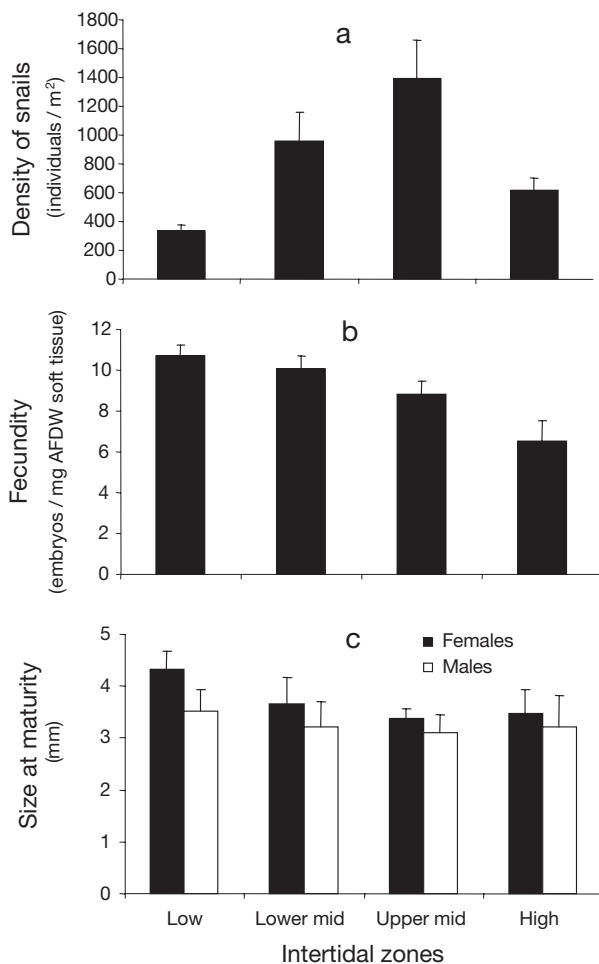 a
Density of snails
(individuals / m²)
1800
1600
1400
1200
1000
800
600
400
200
0
b
Fecundity
(embryos / mg AFDW soft tissue)
12
10
8
6
4
2
0
c
Females
Males
Size at maturity
(mm)
5
4
3
2
1
0
Low Lower mid Upper mid High
Intertidal zones